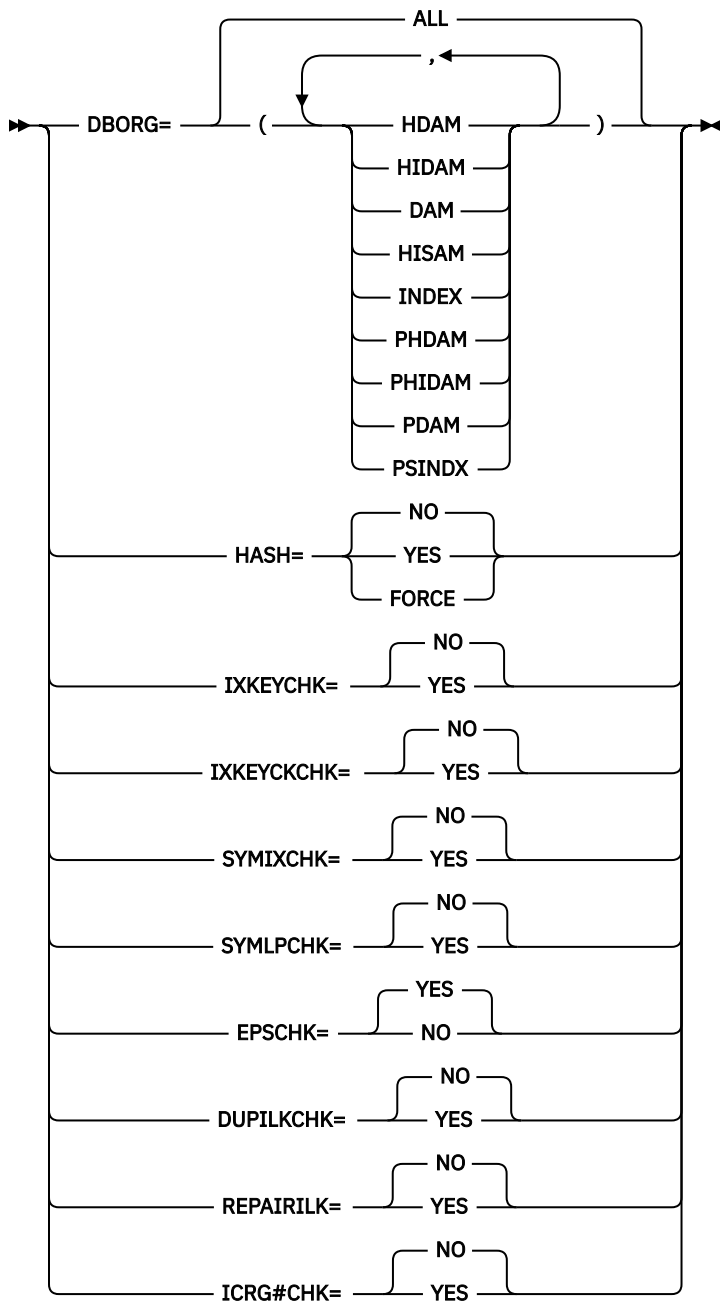 ALL
,
DBORG= ( HDAM )
HIDAM
DAM
HISAM
INDEX
PHDAM
PHIDAM
PDAM
PSINDX
NO
HASH= YES
FORCE
NO
IXKEYCHK= YES
NO
IXKEYCKCHK= YES
NO
SYMIXCHK= YES
NO
SYMLPCHK= YES
YES
EPSCHK= NO
NO
DUPILKCHK= YES
NO
REPAIRILK= YES
NO
ICRG#CHK= YES